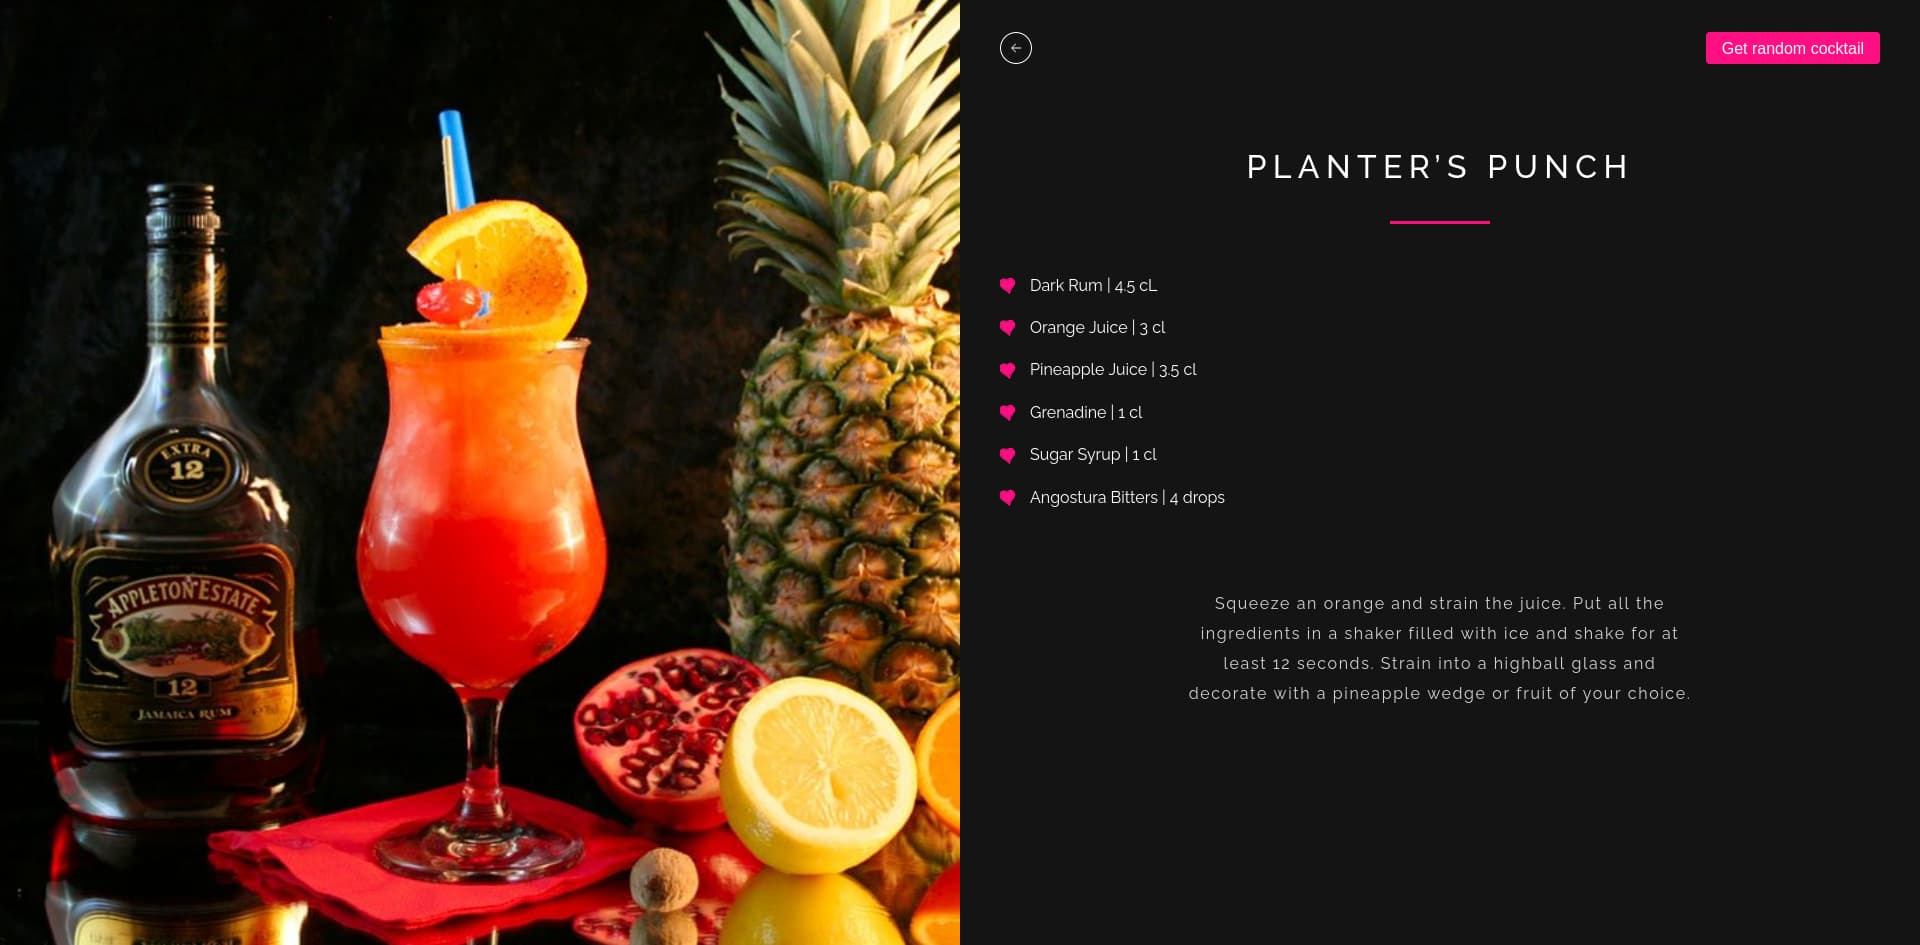 EXTRA
12
APPLETON ESTATE
12
JAMAICA RUM
Get random cocktail
PLANTER’S PUNCH
Dark Rum | 4.5 cL
Orange Juice | 3 cl
Pineapple Juice | 3.5 cl
Grenadine | 1 cl
Sugar Syrup | 1 cl
Angostura Bitters | 4 drops
Squeeze an orange and strain the juice. Put all the
ingredients in a shaker filled with ice and shake for at
least 12 seconds. Strain into a highball glass and
decorate with a pineapple wedge or fruit of your choice.